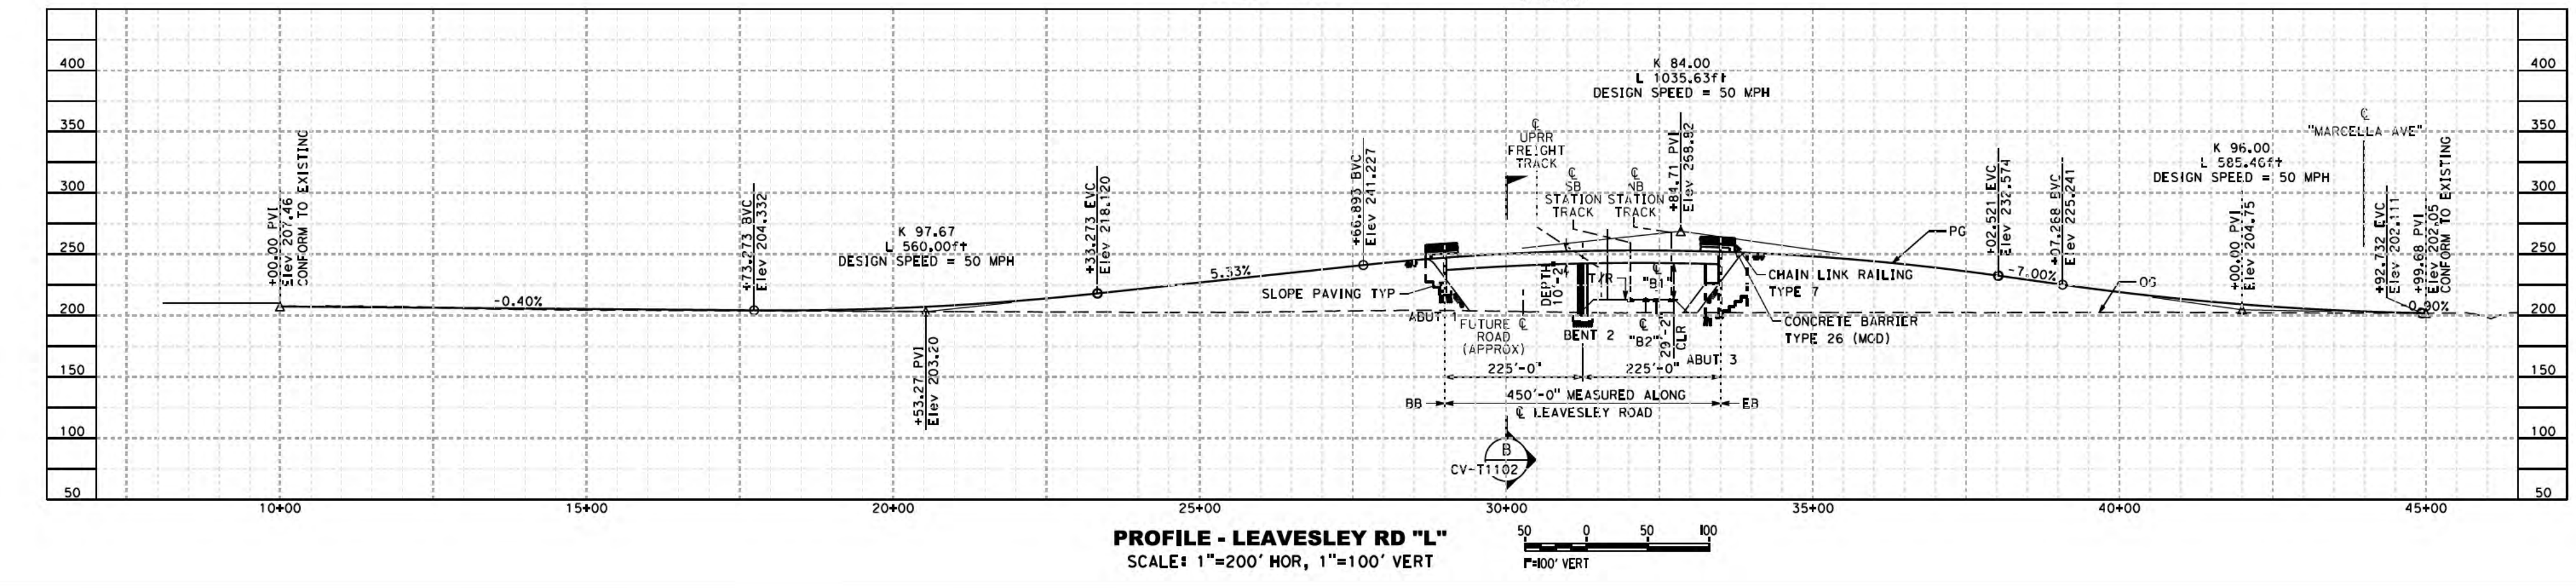 400
350
300
250
200
150
100
50
+00.00 PVI
Elev 207.46
CONFORM TO EXISTING
-0.40%
+73.273 BVC
Elev 204.332
K 97.67
L 560.00ft
DESIGN SPEED = 50 MPH
+53.27 PVI
Elev 203.20
+33.273 EVC
Elev 218.120
5.33%
+66.893 BVC
Elev 241.227
SLOPE PAVING TYP
ABUT
FUTURE ℄
ROAD
(APPROX)
℄
UPRR
FREIGHT
TRACK
℄
SB
STATION
TRACK
℄
NB
STATION
TRACK
K 84.00
L 1035.63ft
DESIGN SPEED = 50 MPH
+84.71 PVI
Elev 268.82
DEPTH
10'-2"
T/R
℄
"B1"
BENT 2
℄
"B2"
29'-2"
CLR
ABUT 3
225'-0"
225'-0"
BB
450'-0" MEASURED ALONG
℄ LEAVESLEY ROAD
EB
B
CV-T1102
PG
CHAIN LINK RAILING
TYPE 7
CONCRETE BARRIER
TYPE 26 (MOD)
+02.521 EVC
Elev 232.574
-7.00%
+07.268 BVC
Elev 225.241
OG
K 96.00
L 585.46ft
DESIGN SPEED = 50 MPH
+00.00 PVI
Elev 204.75
℄
"MARCELLA AVE"
+92.732 EVC
Elev 202.111
+99.68 PVI
Elev 202.05
CONFORM TO EXISTING
-0.90%
400
350
300
250
200
150
100
50
10+00
15+00
20+00
25+00
30+00
35+00
40+00
45+00
PROFILE - LEAVESLEY RD "L"
SCALE: 1"=200' HOR, 1"=100' VERT
50
0
50
100
1"=100' VERT